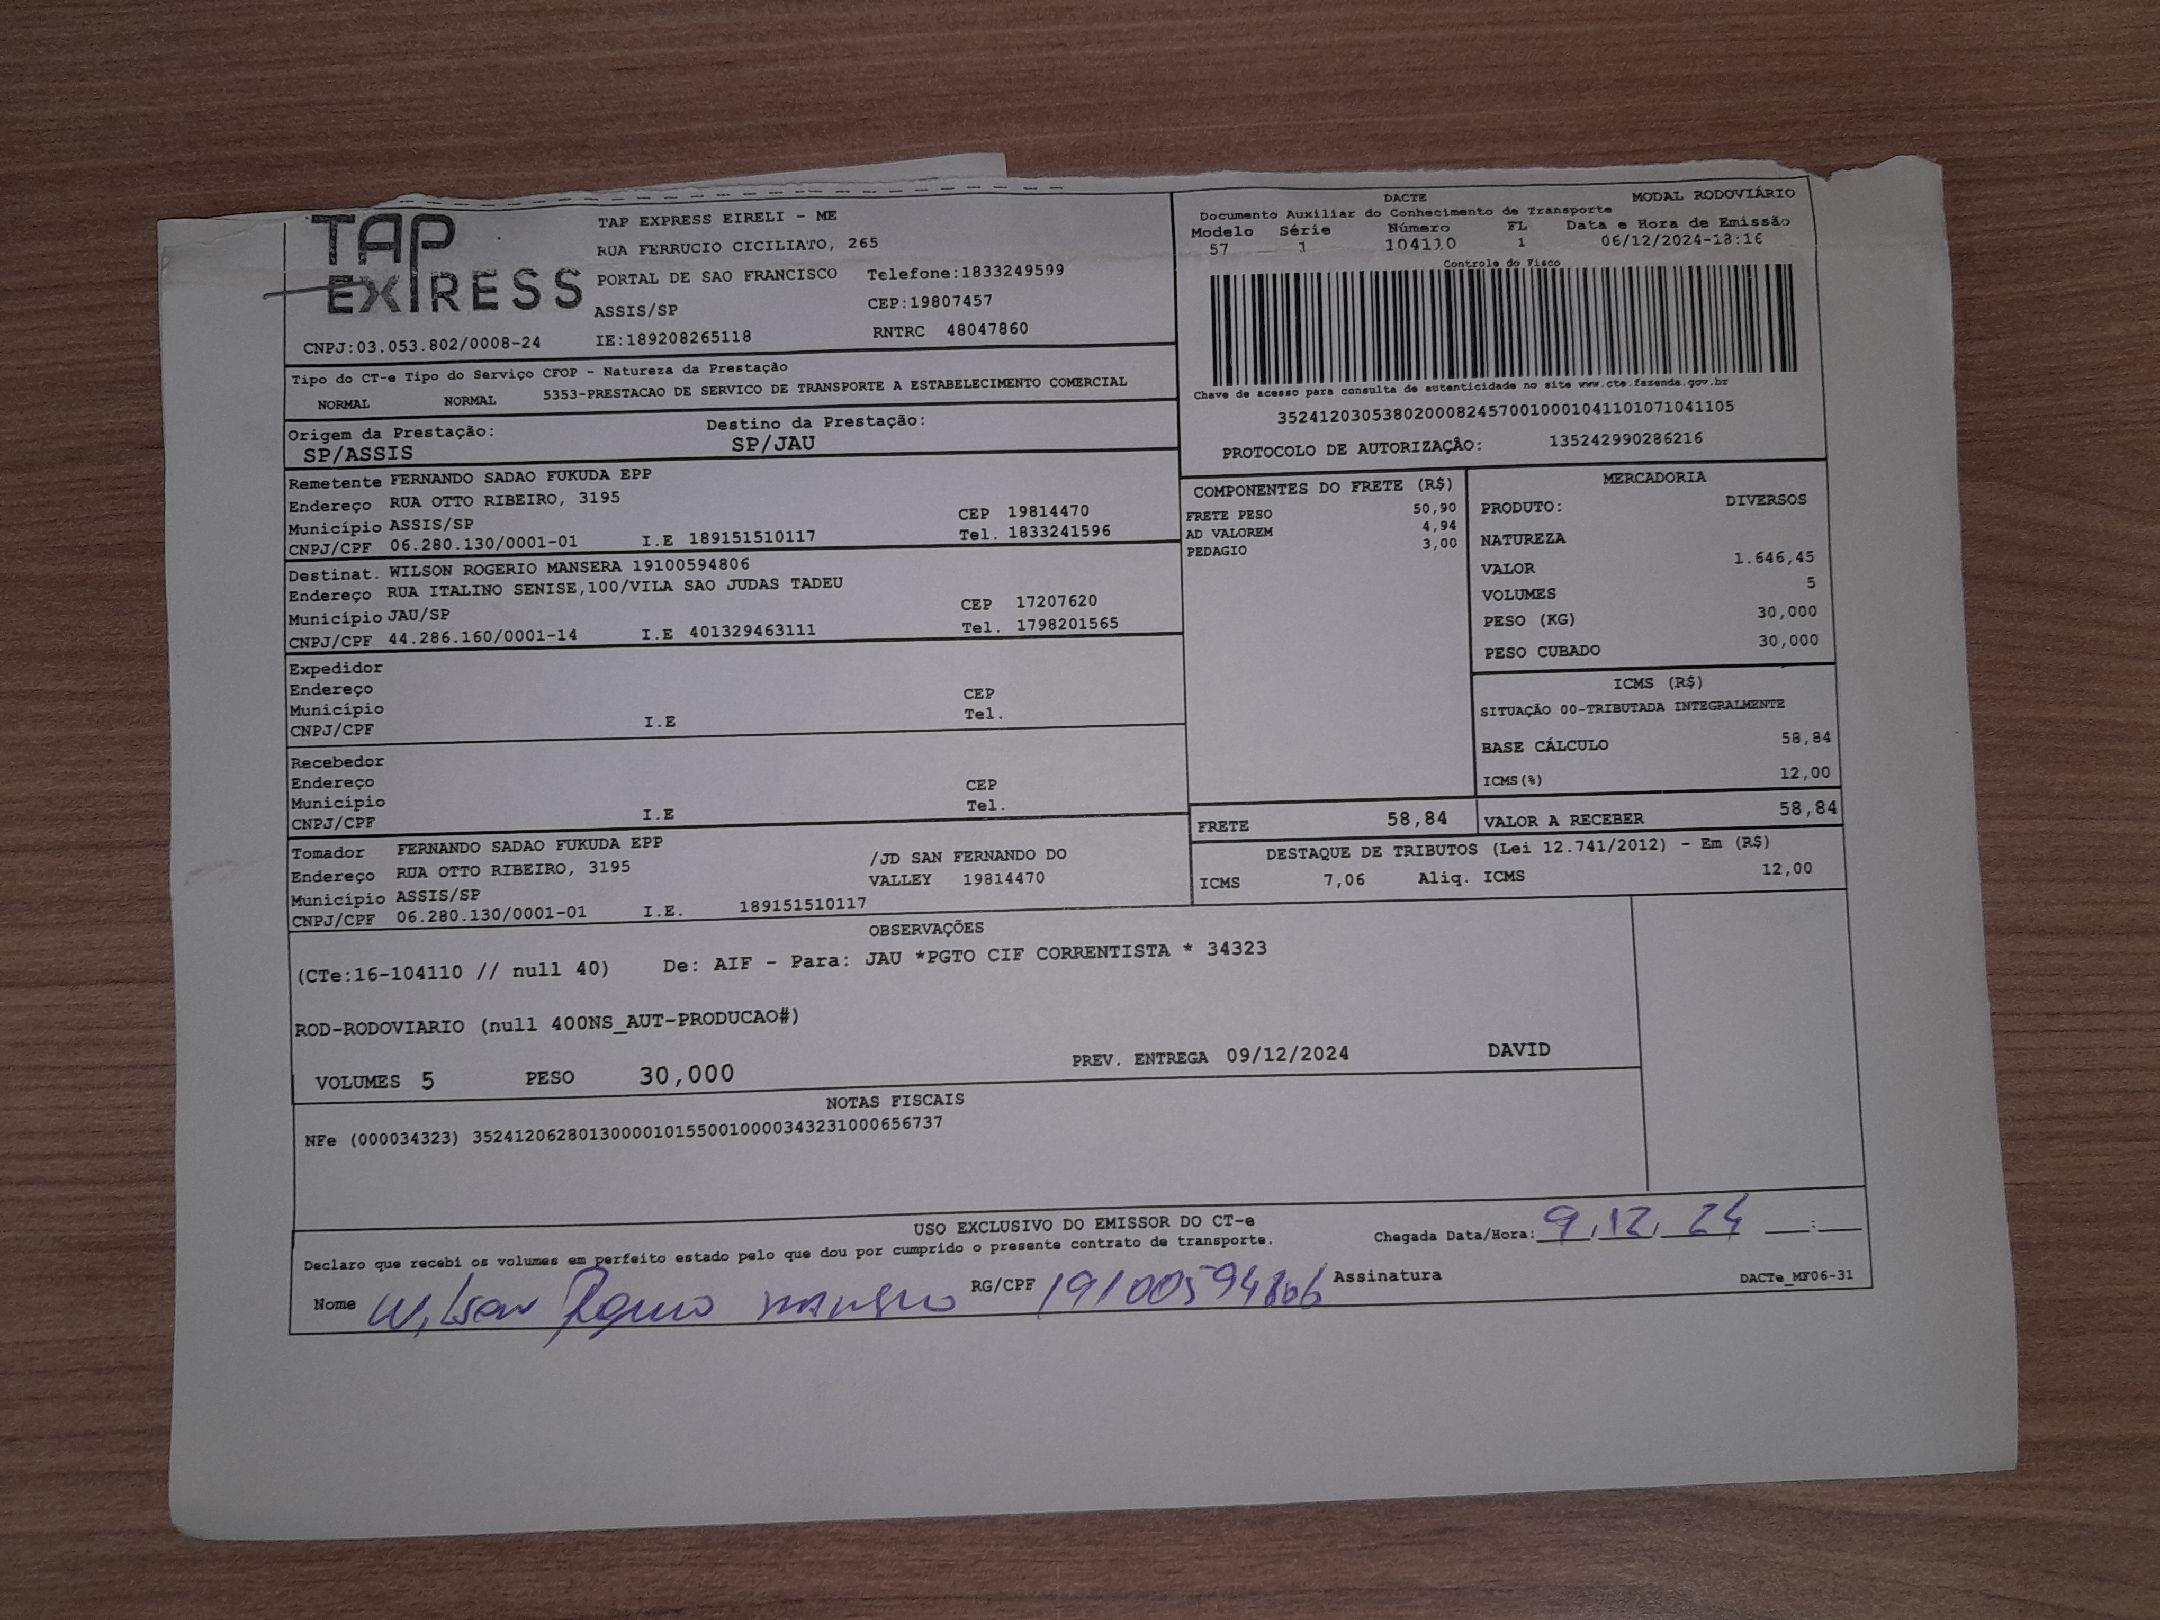 TAP EXPRESS
TAP EXPRESS EIRELI - ME
RUA FERRUCIO CICILIATO, 265
PORTAL DE SAO FRANCISCO Telefone:1833249599
ASSIS/SP CEP:19807457
CNPJ:03.053.802/0008-24 IE:189208265118 RNTRC 48047860
DACTE MODAL RODOVIÁRIO
Documento Auxiliar do Conhecimento de Transporte
Modelo Série Número FL Data e Hora de Emissão
57 1 104110 1 06/12/2024-18:16
Controle do Fisco
Chave de acesso para consulta de autenticidade no site www.cte.fazenda.gov.br
35241203053802000824570010001041101071041105
PROTOCOLO DE AUTORIZAÇÃO: 135242990286216
Tipo do CT-e Tipo do Serviço CFOP - Natureza da Prestação
NORMAL NORMAL 5353-PRESTACAO DE SERVICO DE TRANSPORTE A ESTABELECIMENTO COMERCIAL
Origem da Prestação: Destino da Prestação:
SP/ASSIS SP/JAU
Remetente FERNANDO SADAO FUKUDA EPP
Endereço RUA OTTO RIBEIRO, 3195
Município ASSIS/SP CEP 19814470
CNPJ/CPF 06.280.130/0001-01 I.E 189151510117 Tel. 1833241596
Destinat. WILSON ROGERIO MANSERA 19100594806
Endereço RUA ITALINO SENISE,100/VILA SAO JUDAS TADEU
Município JAU/SP CEP 17207620
CNPJ/CPF 44.286.160/0001-14 I.E 401329463111 Tel. 1798201565
Expedidor
Endereço CEP
Município Tel.
CNPJ/CPF I.E
Recebedor
Endereço CEP
Município Tel.
CNPJ/CPF I.E
Tomador FERNANDO SADAO FUKUDA EPP
Endereço RUA OTTO RIBEIRO, 3195 /JD SAN FERNANDO DO
Município ASSIS/SP VALLEY 19814470
CNPJ/CPF 06.280.130/0001-01 I.E. 189151510117
COMPONENTES DO FRETE (R$)
FRETE PESO 50,90
AD VALOREM 4,94
PEDAGIO 3,00
MERCADORIA
PRODUTO: DIVERSOS
NATUREZA
VALOR 1.646,45
VOLUMES 5
PESO (KG) 30,000
PESO CUBADO 30,000
ICMS (R$)
SITUAÇÃO 00-TRIBUTADA INTEGRALMENTE
BASE CÁLCULO 58,84
ICMS(%) 12,00
FRETE 58,84 VALOR A RECEBER 58,84
DESTAQUE DE TRIBUTOS (Lei 12.741/2012) - Em (R$)
ICMS 7,06 Aliq. ICMS 12,00
OBSERVAÇÕES
(CTe:16-104110 // null 40) De: AIF - Para: JAU *PGTO CIF CORRENTISTA * 34323
ROD-RODOVIARIO (null 400NS_AUT-PRODUCAO#)
VOLUMES 5 PESO 30,000 PREV. ENTREGA 09/12/2024 DAVID
NOTAS FISCAIS
NFe (000034323) 35241206280130000101550010000343231000656737
USO EXCLUSIVO DO EMISSOR DO CT-e
Declaro que recebi os volumes em perfeito estado pelo que dou por cumprido o presente contrato de transporte. Chegada Data/Hora: 9,12,24 __:__
Nome Wilson Rogerio Mansera RG/CPF 19100594806 Assinatura DACTe_MF06-31